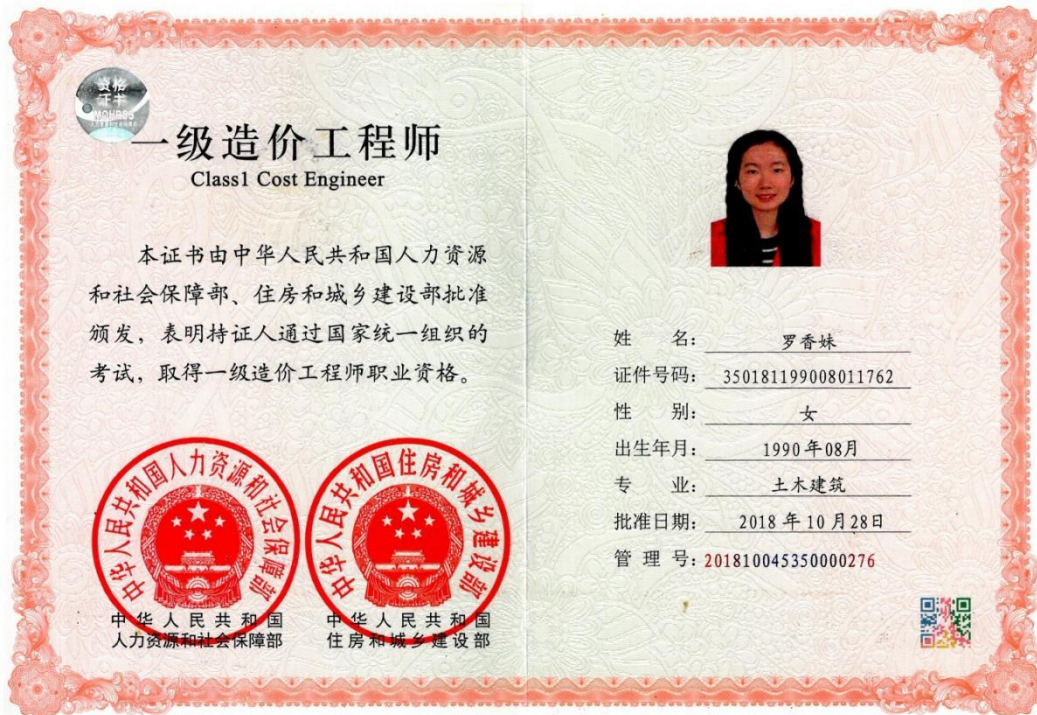 资格
证书
MOHRSS
一级造价工程师
Class1 Cost Engineer
本证书由中华人民共和国人力资源
和社会保障部、住房和城乡建设部批准
颁发，表明持证人通过国家统一组织的
考试，取得一级造价工程师职业资格。
中华人民共和国人力资源和社会保障部
中华人民共和国住房和城乡建设部
中华人民共和国
人力资源和社会保障部
中华人民共和国
住房和城乡建设部
姓 名：罗香妹
证件号码：350181199008011762
性 别：女
出生年月：1990年08月
专 业：土木建筑
批准日期：2018年10月28日
管 理 号：201810045350000276